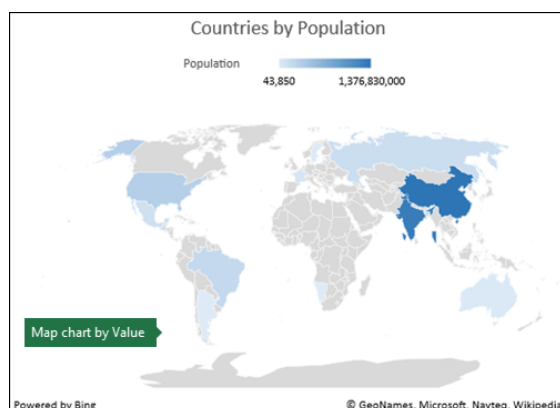 Countries by Population
Population
43,850 1,376,830,000
Map chart by Value
Powered by Bing © GeoNames, Microsoft, Navteq, Wikipedia